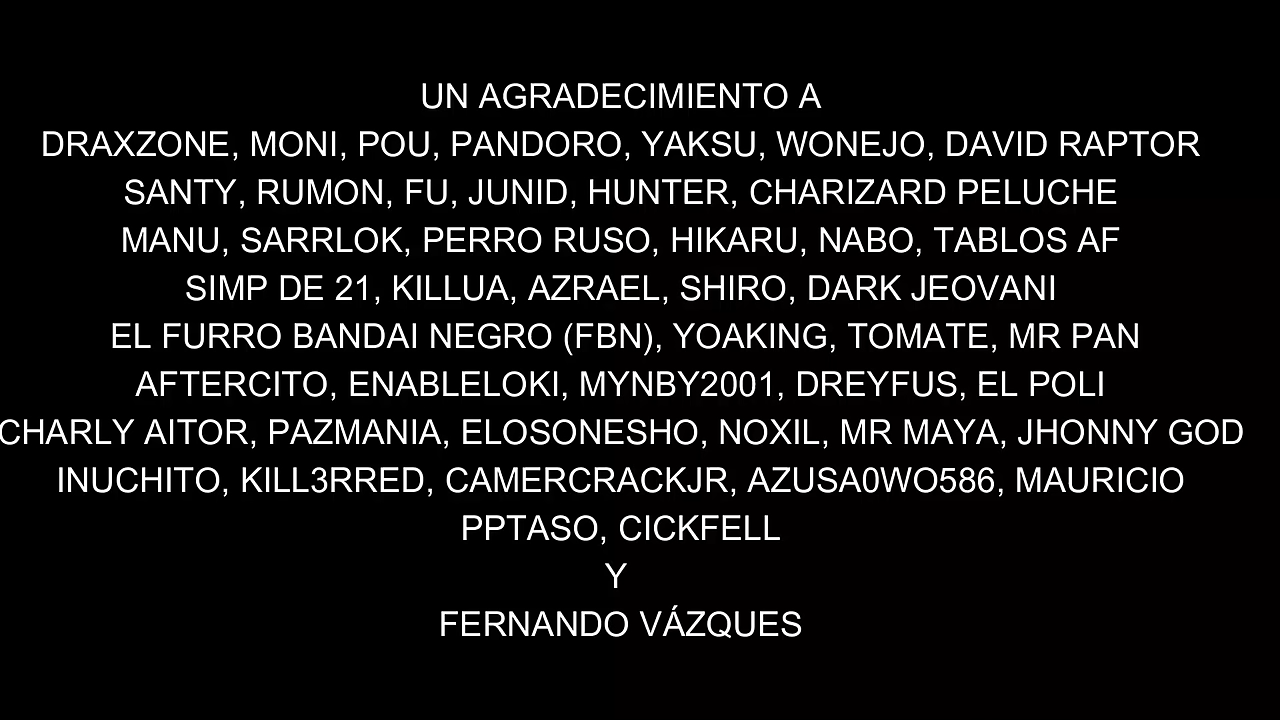 UN AGRADECIMIENTO A
DRAXZONE, MONI, POU, PANDORO, YAKSU, WONEJO, DAVID RAPTOR
SANTY, RUMON, FU, JUNID, HUNTER, CHARIZARD PELUCHE
MANU, SARRLOK, PERRO RUSO, HIKARU, NABO, TABLOS AF
SIMP DE 21, KILLUA, AZRAEL, SHIRO, DARK JEOVANI
EL FURRO BANDAI NEGRO (FBN), YOAKING, TOMATE, MR PAN
AFTERCITO, ENABLELOKI, MYNBY2001, DREYFUS, EL POLI
CHARLY AITOR, PAZMANIA, ELOSONESHO, NOXIL, MR MAYA, JHONNY GOD
INUCHITO, KILL3RRED, CAMERCRACKJR, AZUSA0WO586, MAURICIO
PPTASO, CICKFELL
Y
FERNANDO VÁZQUES